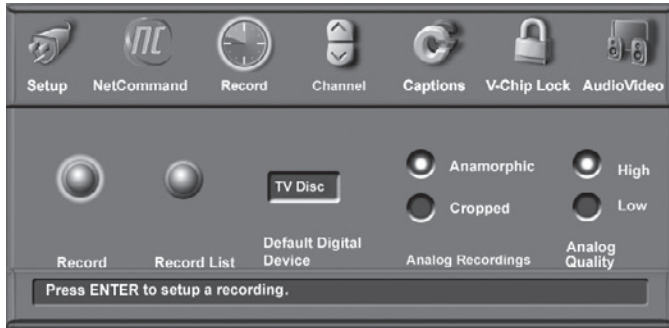 Setup NetCommand Record Channel Captions V-Chip Lock AudioVideo
TV Disc
Anamorphic
Cropped
High
Low
Record
Record List
Default Digital
Device
Analog Recordings
Analog
Quality
Press ENTER to setup a recording.